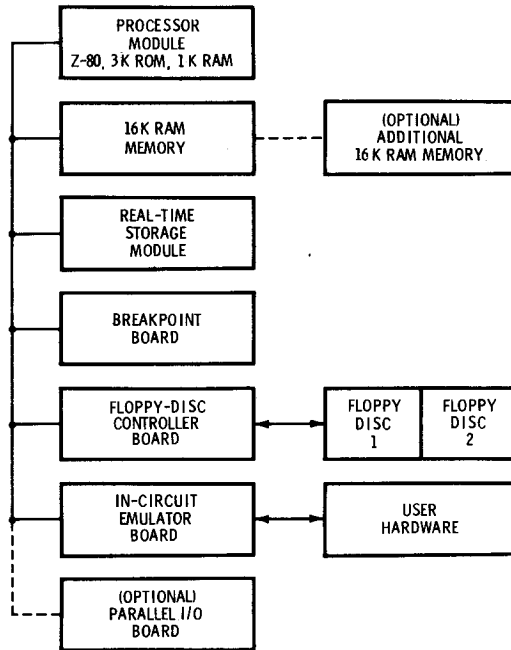 PROCESSOR
MODULE
Z-80, 3K ROM, 1K RAM
16K RAM
MEMORY
(OPTIONAL)
ADDITIONAL
16K RAM MEMORY
REAL-TIME
STORAGE
MODULE
BREAKPOINT
BOARD
FLOPPY-DISC
CONTROLLER
BOARD
FLOPPY
DISC
1
FLOPPY
DISC
2
IN-CIRCUIT
EMULATOR
BOARD
USER
HARDWARE
(OPTIONAL)
PARALLEL I/O
BOARD